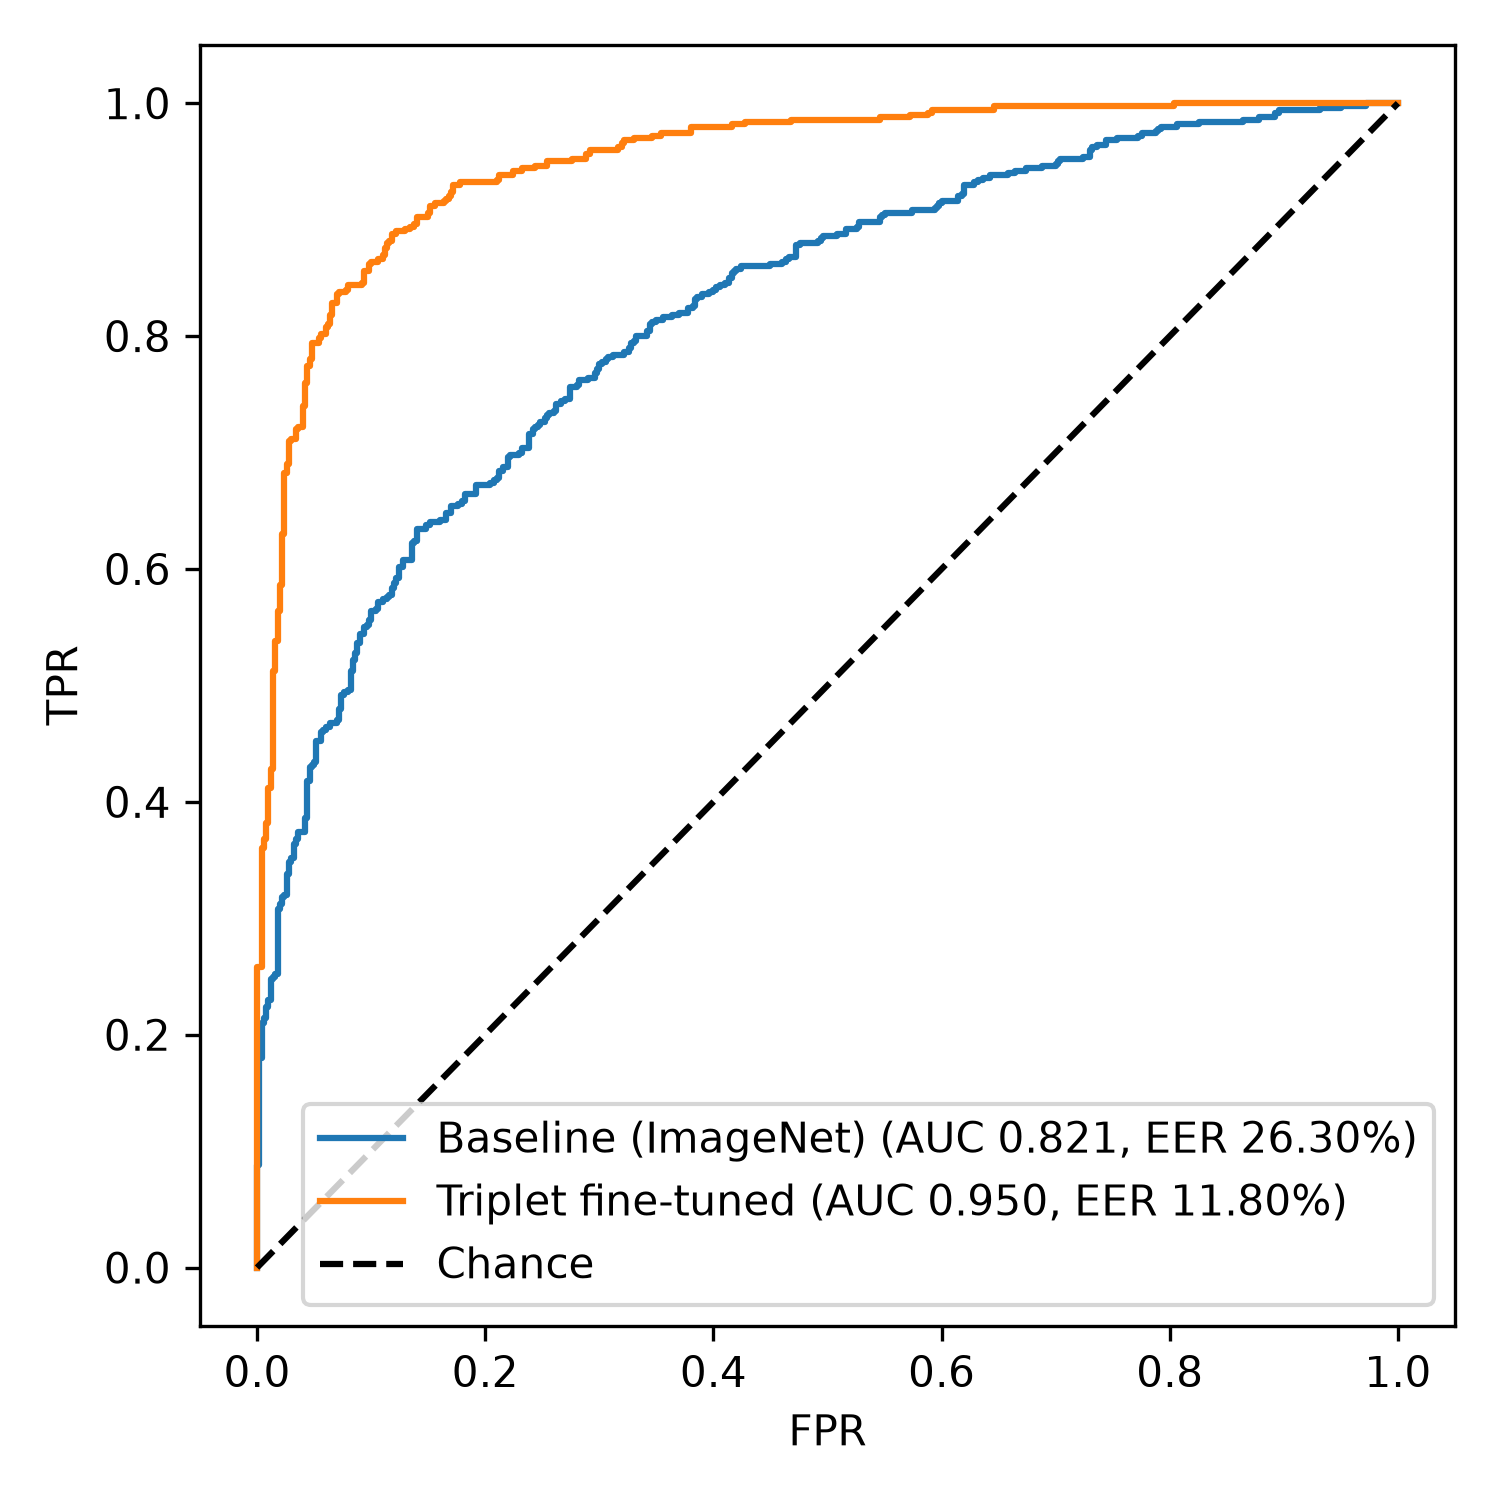 1.0
0.8
0.6
0.4
0.2
0.0
TPR
Baseline (ImageNet) (AUC 0.821, EER 26.30%)
Triplet fine-tuned (AUC 0.950, EER 11.80%)
Chance
0.0 0.2 0.4 0.6 0.8 1.0
FPR